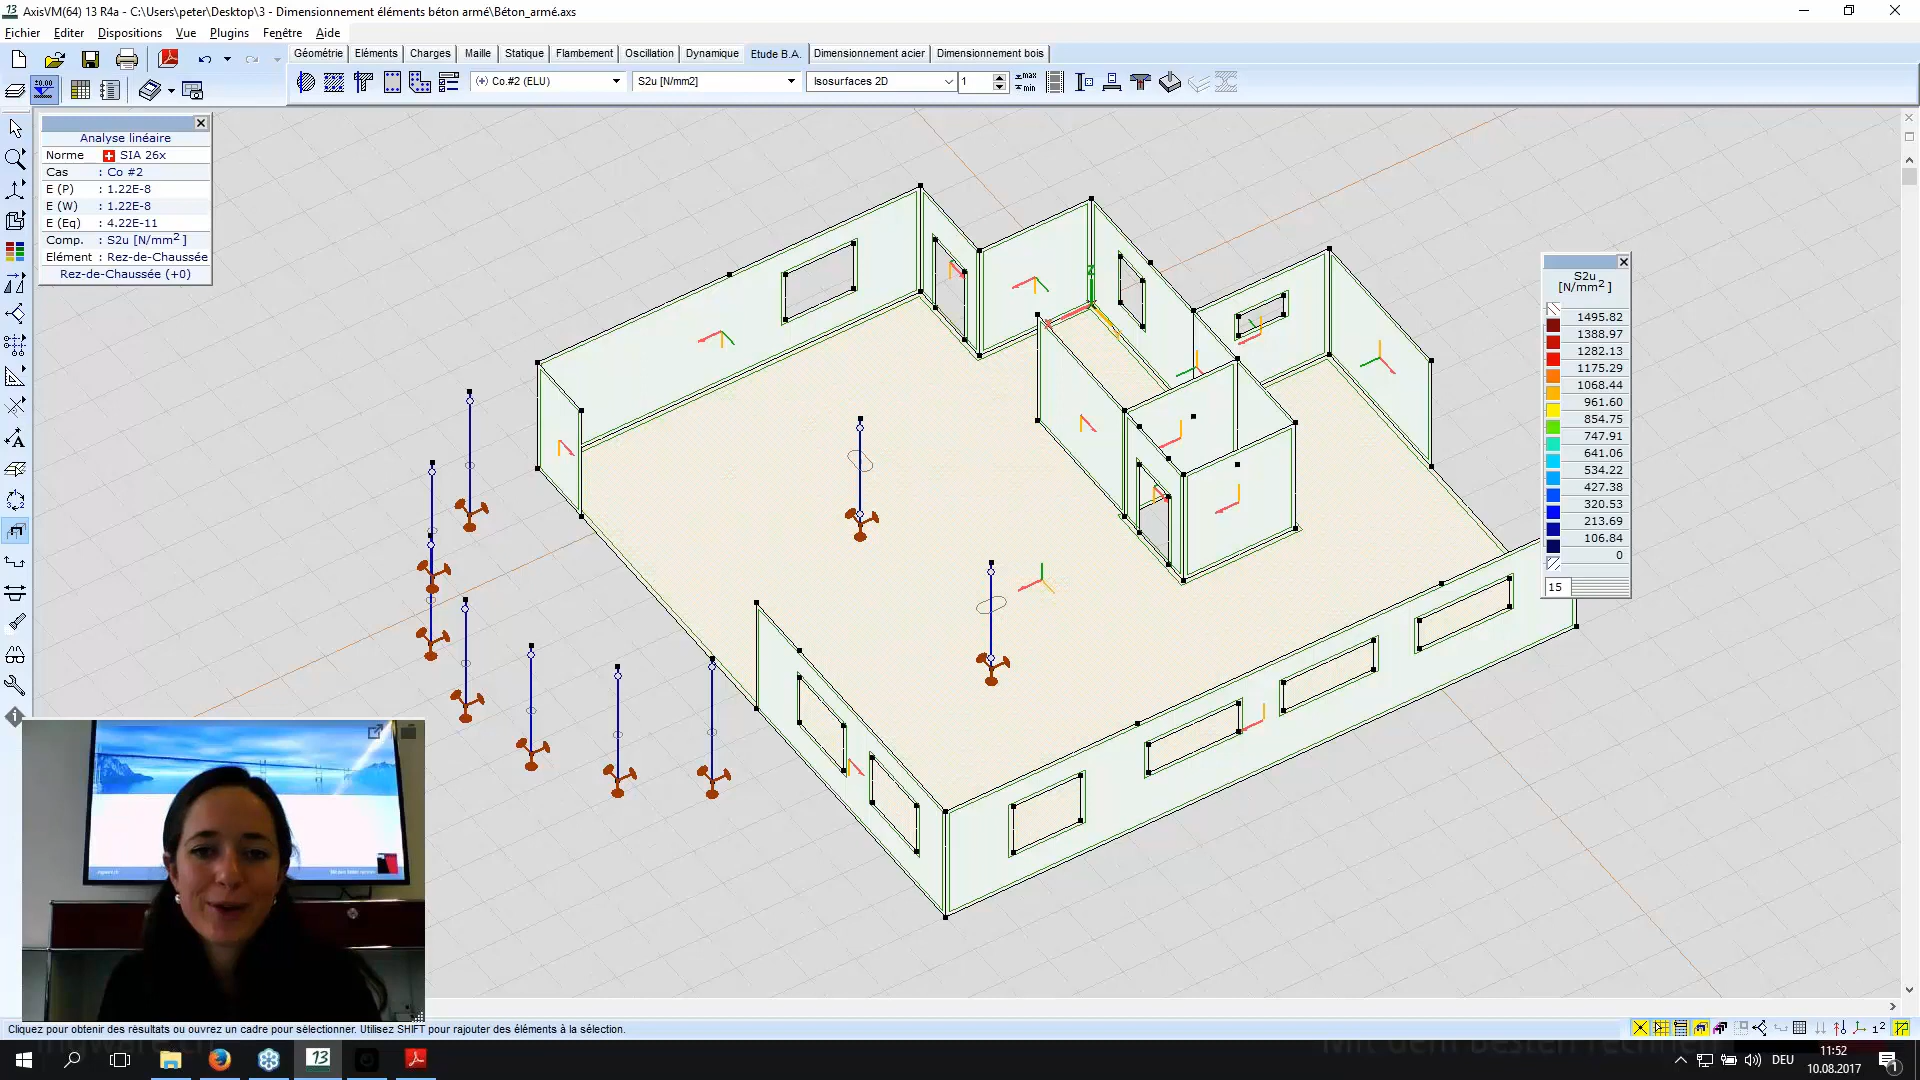 AxisVM(64) 13 R4a - C:\Users\peter\Desktop\3 - Dimensionnement éléments béton armé\Béton_armé.axs
Fichier Editer Dispositions Vue Plugins Fenêtre Aide
Géométrie Eléments Charges Maille Statique Flambement Oscillation Dynamique Etude B.A. Dimensionnement acier Dimensionnement bois
(+) Co.#2 (ELU) S2u [N/mm2] Isosurfaces 2D 1 max min
Analyse linéaire
Norme SIA 26x
Cas : Co #2
E (P) : 1.22E-8
E (W) : 1.22E-8
E (Eq) : 4.22E-11
Comp. : S2u [N/mm2]
Elément : Rez-de-Chaussée
Rez-de-Chaussée (+0)
S2u
[N/mm2]
1495.82
1388.97
1282.13
1175.29
1068.44
961.60
854.75
747.91
641.06
534.22
427.38
320.53
213.69
106.84
0
15
Cliquez pour obtenir des résultats ou ouvrez un cadre pour sélectionner. Utilisez SHIFT pour rajouter des éléments à la sélection.
13
DEU
11:52
10.08.2017
1